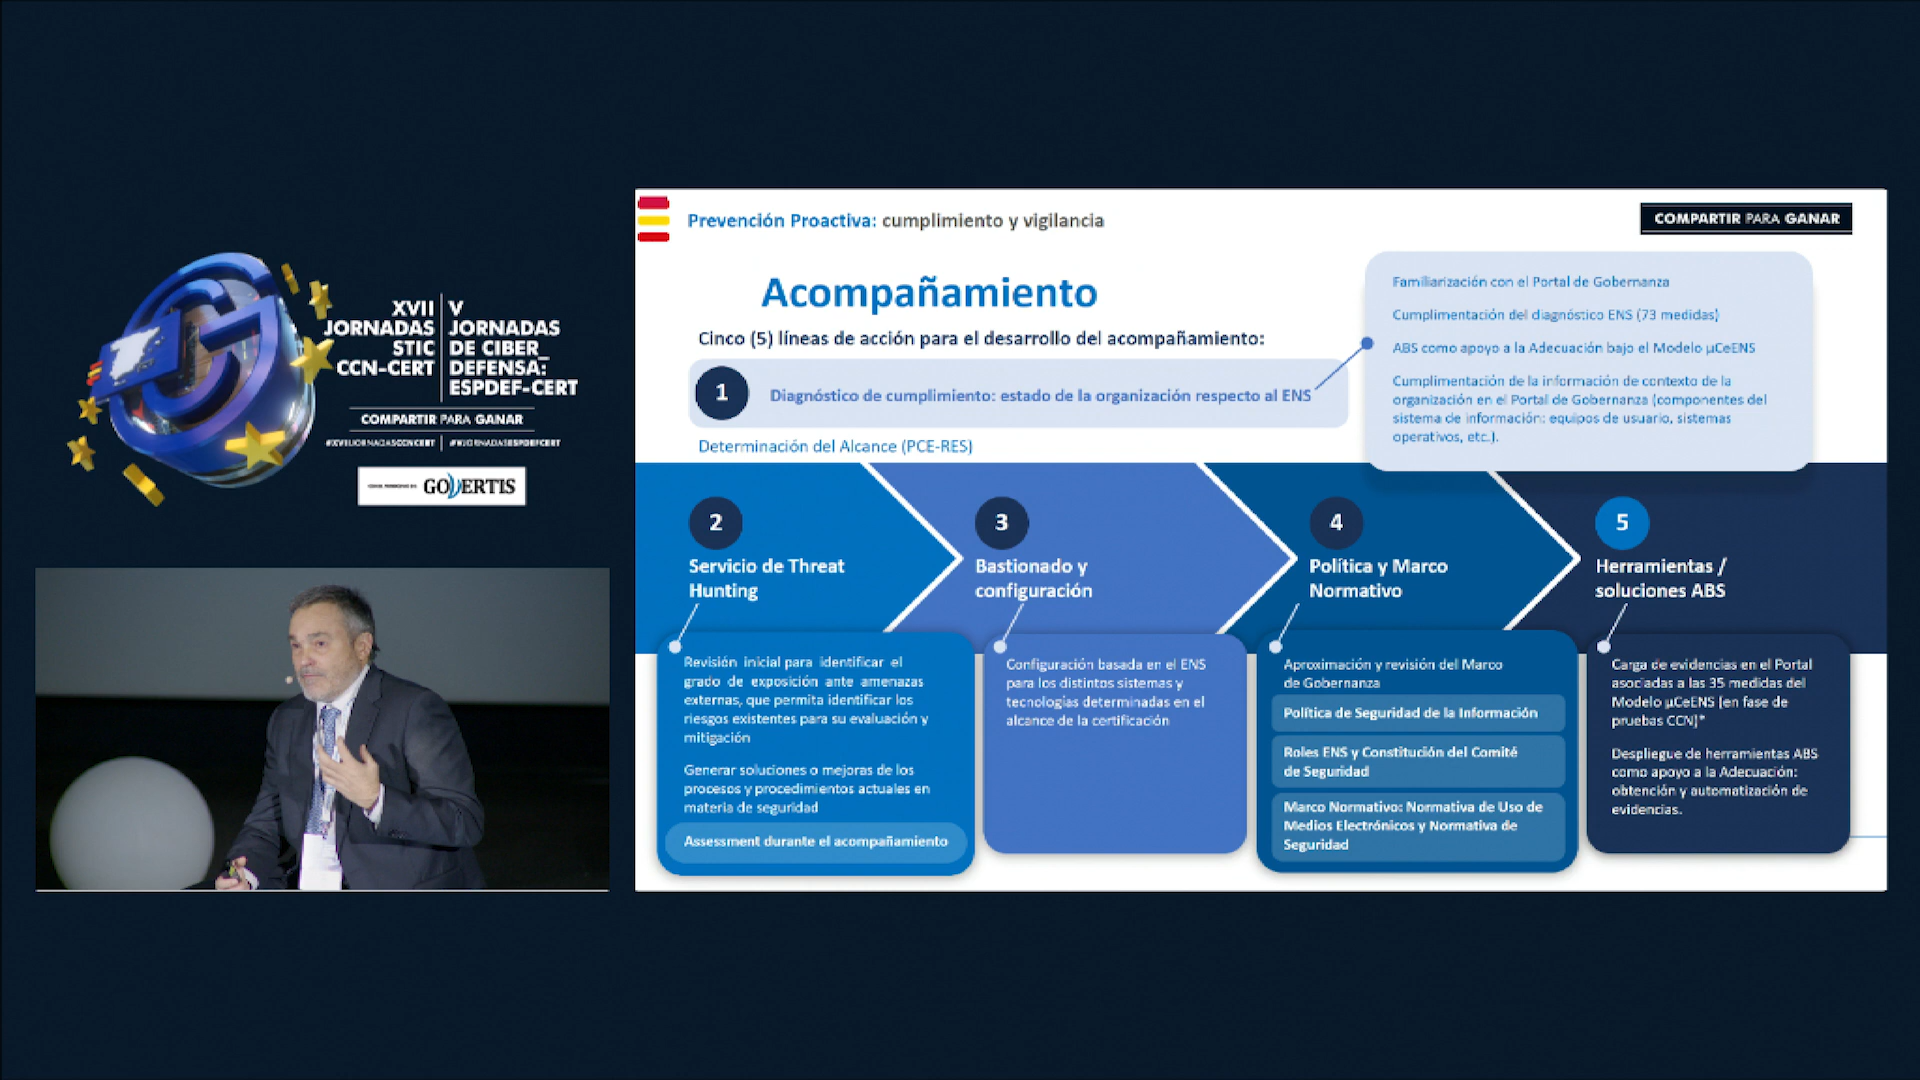 XVII
JORNADAS
STIC
CCN-CERT
V
JORNADAS
DE CIBER_
DEFENSA:
ESPDEF-CERT
COMPARTIR PARA GANAR
#XVIIJORNADASCCNCERT | #VJORNADASESPDEFCERT
GOVERTIS
Prevención Proactiva: cumplimiento y vigilancia
COMPARTIR PARA GANAR
Acompañamiento
Cinco (5) líneas de acción para el desarrollo del acompañamiento:
1
Diagnóstico de cumplimiento: estado de la organización respecto al ENS
Determinación del Alcance (PCE-RES)
Familiarización con el Portal de Gobernanza
Cumplimentación del diagnóstico ENS (73 medidas)
ABS como apoyo a la Adecuación bajo el Modelo µCeENS
Cumplimentación de la información de contexto de la
organización en el Portal de Gobernanza (componentes del
sistema de información: equipos de usuario, sistemas
operativos, etc.).
2
Servicio de Threat
Hunting
Revisión inicial para identificar el
grado de exposición ante amenazas
externas, que permita identificar los
riesgos existentes para su evaluación y
mitigación
Generar soluciones o mejoras de los
procesos y procedimientos actuales en
materia de seguridad
Assessment durante el acompañamiento
3
Bastionado y
configuración
Configuración basada en el ENS
para los distintos sistemas y
tecnologías determinadas en el
alcance de la certificación
4
Política y Marco
Normativo
Aproximación y revisión del Marco
de Gobernanza
Política de Seguridad de la Información
Roles ENS y Constitución del Comité
de Seguridad
Marco Normativo: Normativa de Uso de
Medios Electrónicos y Normativa de
Seguridad
5
Herramientas /
soluciones ABS
Carga de evidencias en el Portal
asociadas a las 35 medidas del
Modelo µCeENS (en fase de
pruebas CCN)*
Despliegue de herramientas ABS
como apoyo a la Adecuación:
obtención y automatización de
evidencias.